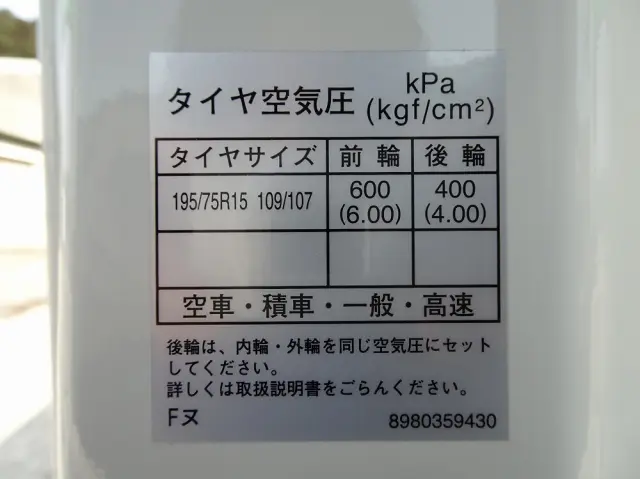 タイヤ空気圧 kPa (kgf/cm²)
タイヤサイズ 前輪 後輪
195/75R15 109/107 600 (6.00) 400 (4.00)
空車・積車・一般・高速
後輪は、内輪・外輪を同じ空気圧にセット
してください。
詳しくは取扱説明書をごらんください。
Fヌ 8980359430